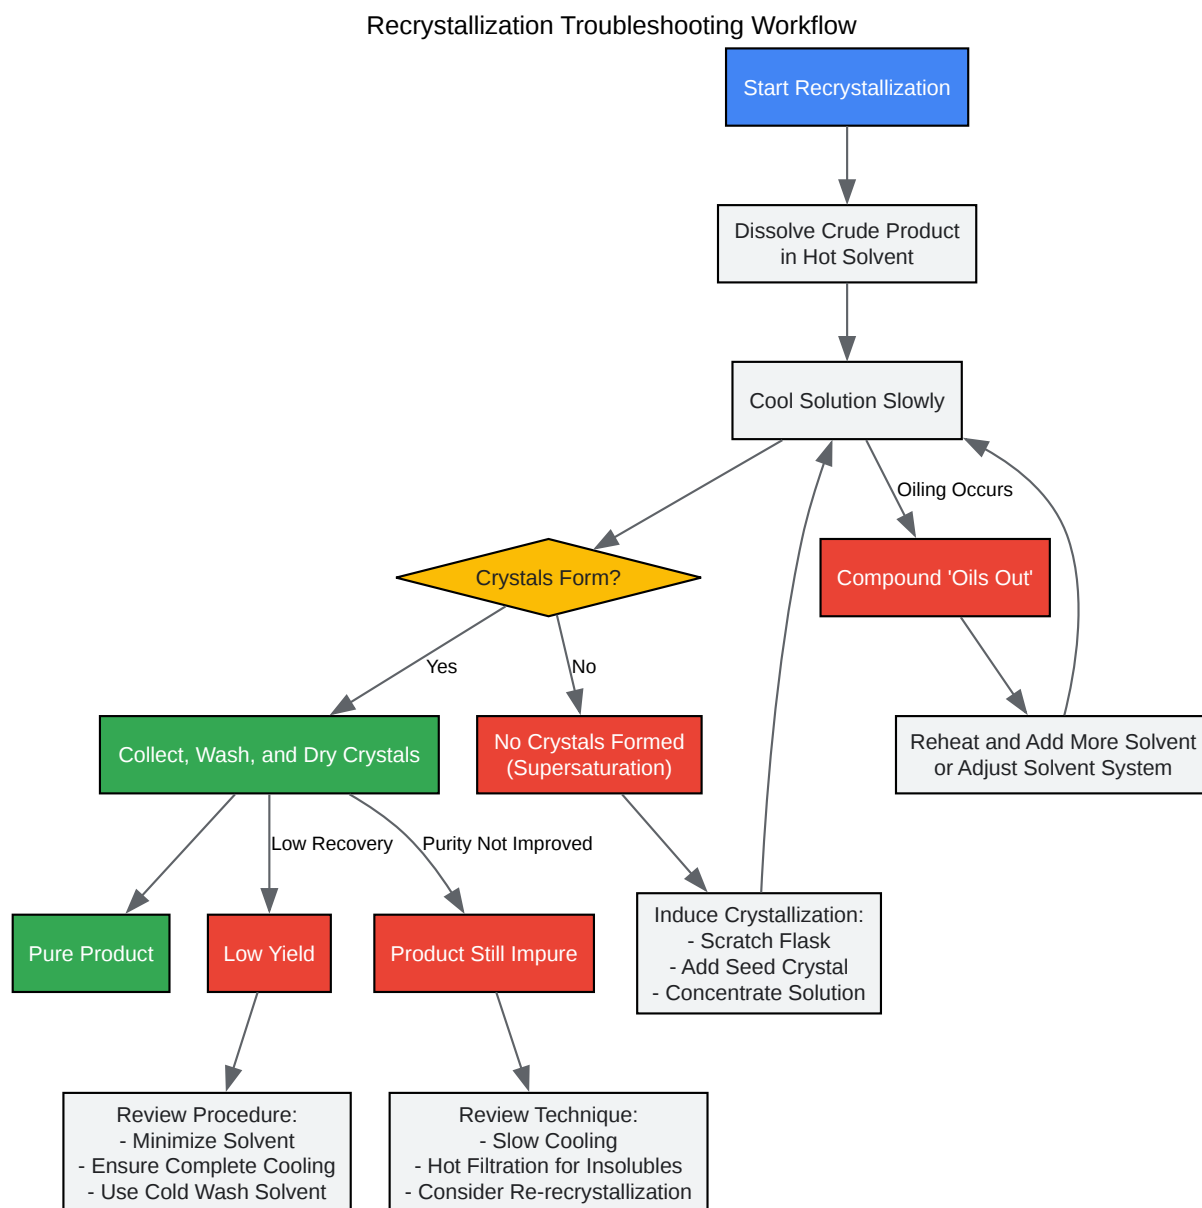 Recrystallization Troubleshooting Workflow
Start Recrystallization
Dissolve Crude Product
in Hot Solvent
Cool Solution Slowly
Oiling Occurs
Crystals Form?
Compound 'Oils Out'
Yes
No
Collect, Wash, and Dry Crystals
No Crystals Formed
(Supersaturation)
Reheat and Add More Solvent
or Adjust Solvent System
Low Recovery
Purity Not Improved
Pure Product
Low Yield
Product Still Impure
Induce Crystallization:
- Scratch Flask
- Add Seed Crystal
- Concentrate Solution
Review Procedure:
- Minimize Solvent
- Ensure Complete Cooling
- Use Cold Wash Solvent
Review Technique:
- Slow Cooling
- Hot Filtration for Insolubles
- Consider Re-recrystallization